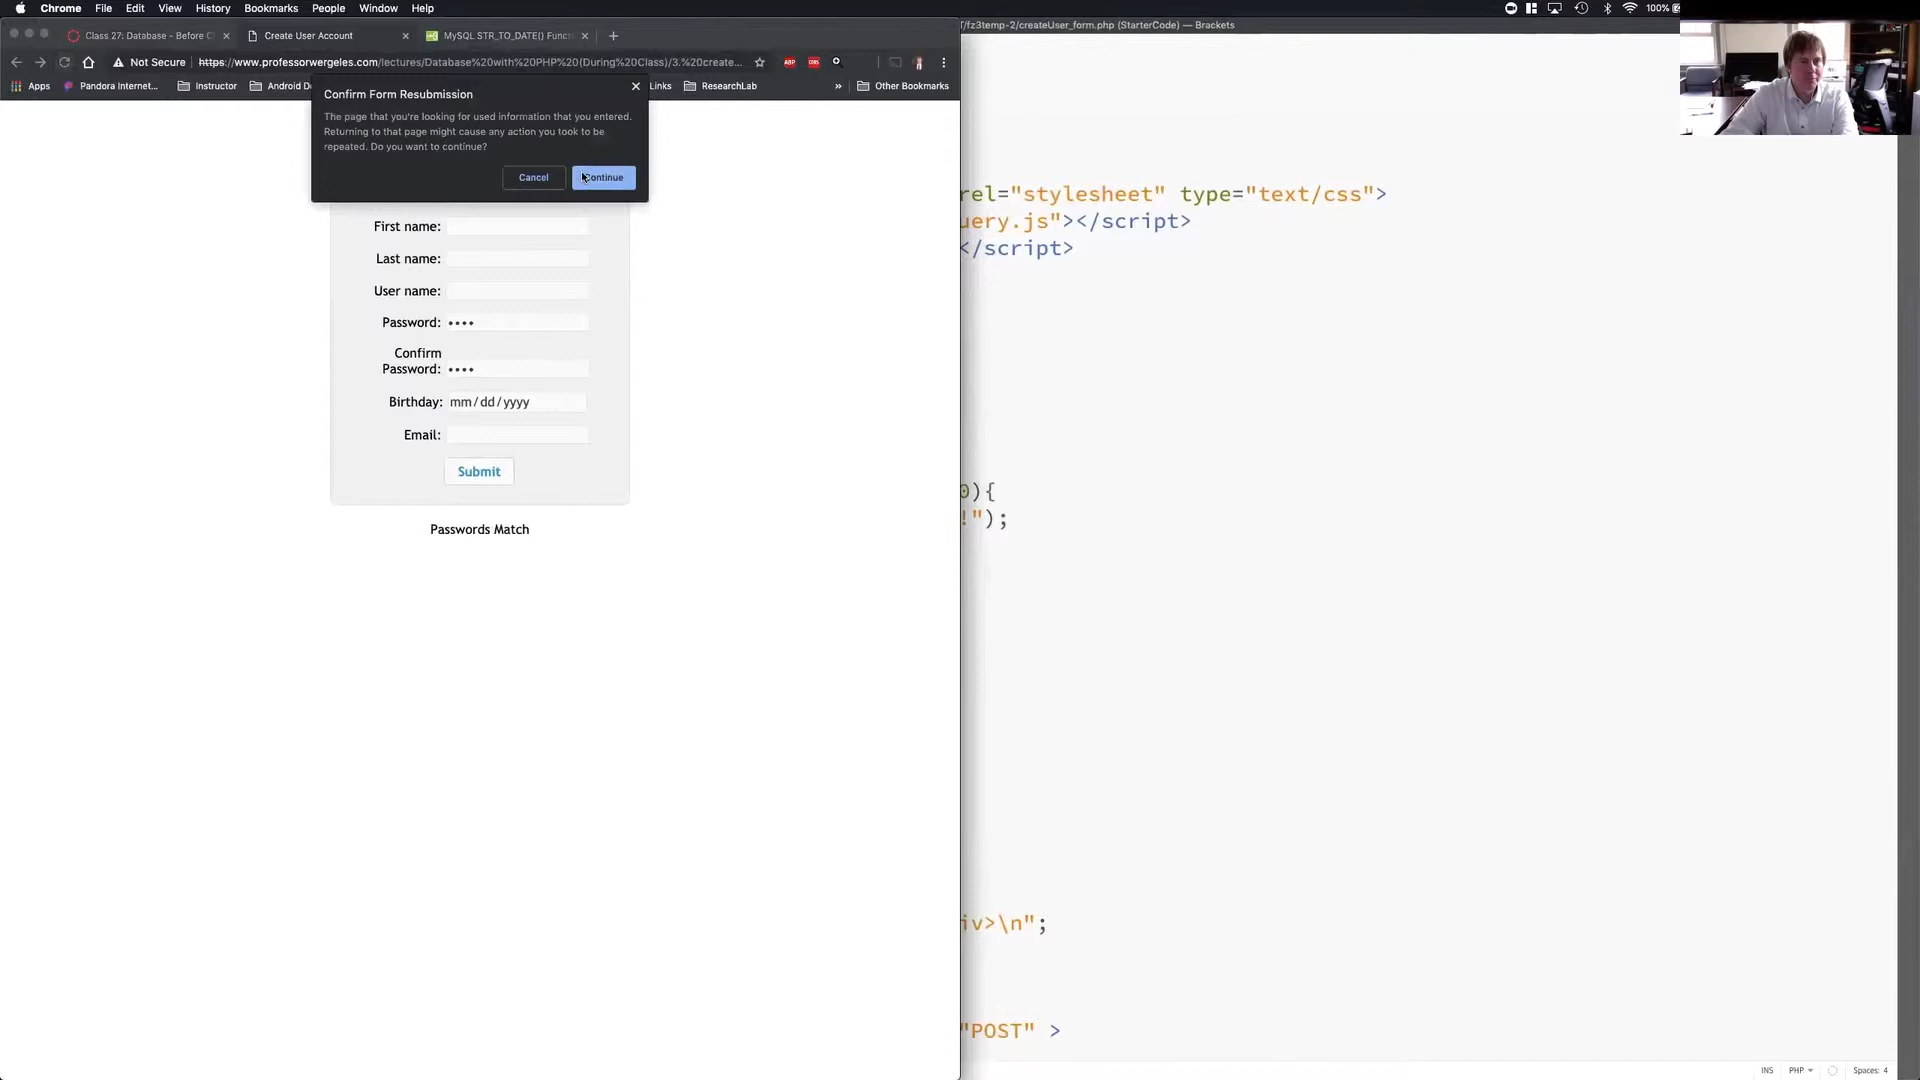 Chrome File Edit View History Bookmarks People Window Help
100%
Class 27: Database - Before C
Create User Account
MySQL STR_TO_DATE() Funct
/fz3temp-2/createUser_form.php (StarterCode) — Brackets
Not Secure https://www.professorwergeles.com/lectures/Database%20with%20PHP%20(During%20Class)/3.%20create...
ABP
Apps
Pandora Internet...
Instructor
Android De
Links
ResearchLab
»
Other Bookmarks
Confirm Form Resubmission
The page that you're looking for used information that you entered.
Returning to that page might cause any action you took to be
repeated. Do you want to continue?
Cancel
Continue
First name:
Last name:
User name:
Password: ••••
Confirm
Password: ••••
Birthday: mm/dd/yyyy
Email:
Submit
Passwords Match
rel="stylesheet" type="text/css">
uery.js"></script>
</script>
0){
!");
iv>\n";
"POST" >
INS PHP Spaces: 4